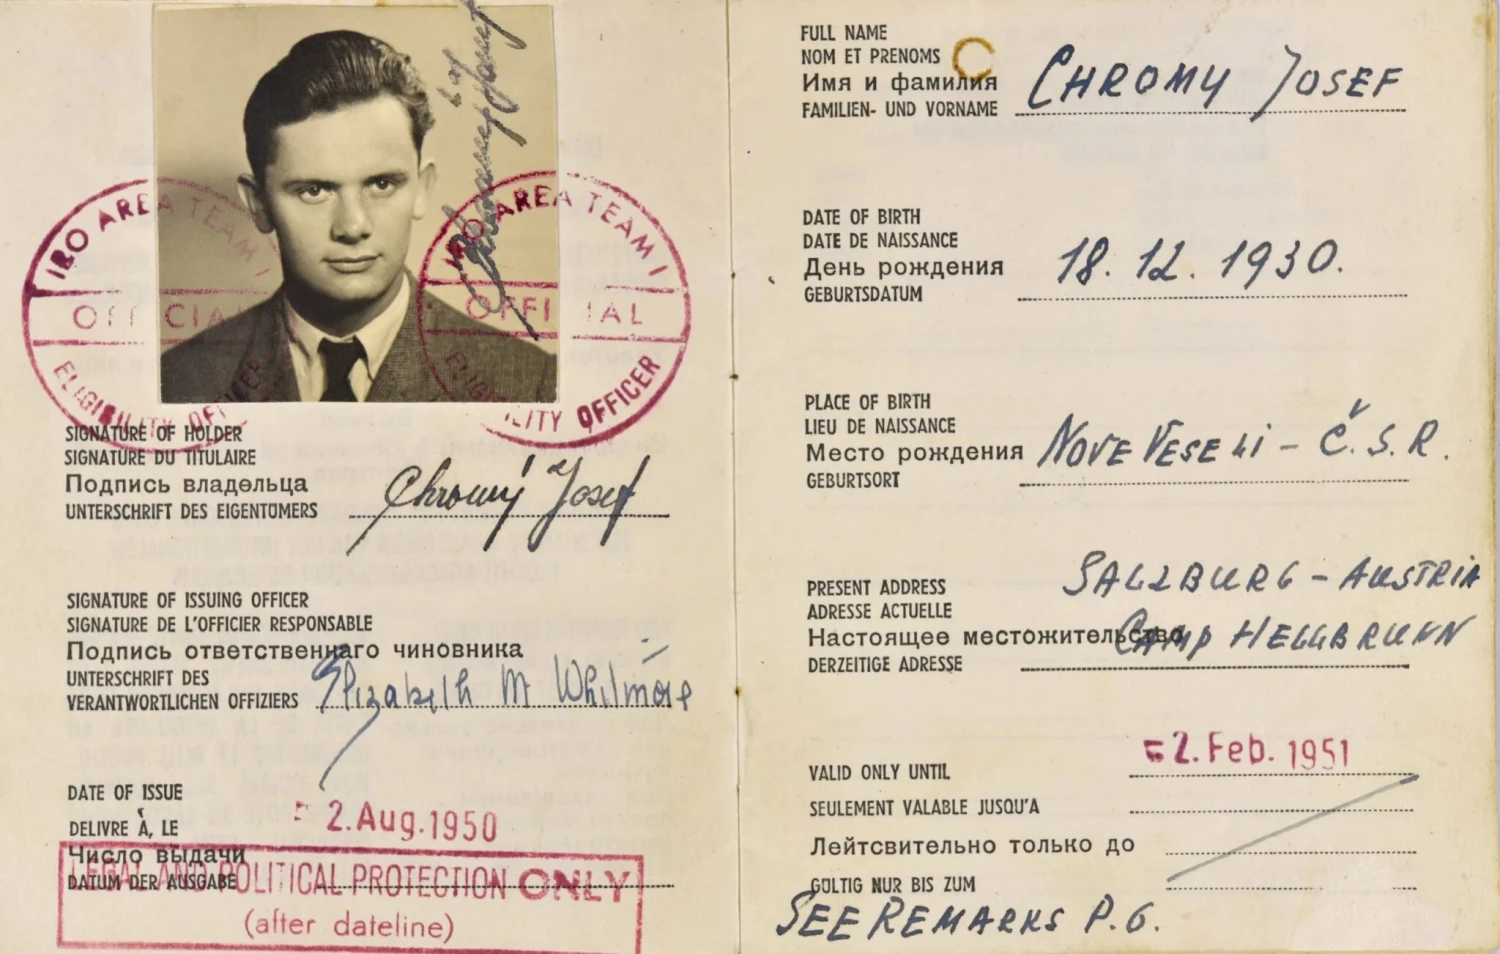 IRO AREA TEAM 1
OFFICIAL
ELIGIBILITY OFFICER
IRO AREA TEAM 1
OFFICIAL
ELIGIBILITY OFFICER
SIGNATURE OF HOLDER
SIGNATURE DU TITULAIRE
Подпись владельца
UNTERSCHRIFT DES EIGENTÜMERS Chromý Josef
SIGNATURE OF ISSUING OFFICER
SIGNATURE DE L'OFFICIER RESPONSABLE
Подпись ответственнаго чиновника
UNTERSCHRIFT DES
VERANTWORTLICHEN OFFIZIERS Elizabeth M Whitmore
DATE OF ISSUE
DELIVRE À, LE = 2. Aug. 1950
Число выдачи
DATUM DER AUSGABE
LEGAL AND POLITICAL PROTECTION ONLY
(after dateline)
FULL NAME
NOM ET PRENOMS C
Имя и фамилия CHROMY JOSEF
FAMILIEN- UND VORNAME
DATE OF BIRTH
DATE DE NAISSANCE
День рождения 18. 12. 1930.
GEBURTSDATUM
PLACE OF BIRTH
LIEU DE NAISSANCE
Место рождения NOVE VESELI - Č.S.R.
GEBURTSORT
PRESENT ADDRESS SALZBURG - AUSTRIA
ADRESSE ACTUELLE
Настоящее местожительство CAMP HELLBRUNN
DERZEITIGE ADRESSE
VALID ONLY UNTIL = 2. Feb. 1951
SEULEMENT VALABLE JUSQU'A
Лейтсвительно только до
GÜLTIG NUR BIS ZUM
SEE REMARKS P. 6.